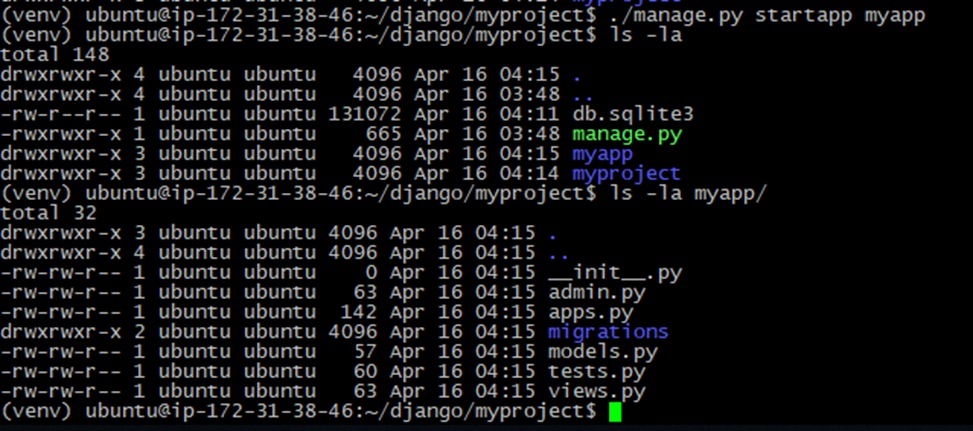 (venv) ubuntu@ip-172-31-38-46:~/django/myproject$ ./manage.py startapp myapp
(venv) ubuntu@ip-172-31-38-46:~/django/myproject$ ls -la
total 148
drwxrwxr-x 4 ubuntu ubuntu   4096 Apr 16 04:15 .
drwxrwxr-x 4 ubuntu ubuntu   4096 Apr 16 03:48 ..
-rw-r--r-- 1 ubuntu ubuntu 131072 Apr 16 04:11 db.sqlite3
-rwxrwxr-x 1 ubuntu ubuntu    665 Apr 16 03:48 manage.py
drwxrwxr-x 3 ubuntu ubuntu   4096 Apr 16 04:15 myapp
drwxrwxr-x 3 ubuntu ubuntu   4096 Apr 16 04:14 myproject
(venv) ubuntu@ip-172-31-38-46:~/django/myproject$ ls -la myapp/
total 32
drwxrwxr-x 3 ubuntu ubuntu 4096 Apr 16 04:15 .
drwxrwxr-x 4 ubuntu ubuntu 4096 Apr 16 04:15 ..
-rw-rw-r-- 1 ubuntu ubuntu    0 Apr 16 04:15 __init__.py
-rw-rw-r-- 1 ubuntu ubuntu   63 Apr 16 04:15 admin.py
-rw-rw-r-- 1 ubuntu ubuntu  142 Apr 16 04:15 apps.py
drwxrwxr-x 2 ubuntu ubuntu 4096 Apr 16 04:15 migrations
-rw-rw-r-- 1 ubuntu ubuntu   57 Apr 16 04:15 models.py
-rw-rw-r-- 1 ubuntu ubuntu   60 Apr 16 04:15 tests.py
-rw-rw-r-- 1 ubuntu ubuntu   63 Apr 16 04:15 views.py
(venv) ubuntu@ip-172-31-38-46:~/django/myproject$